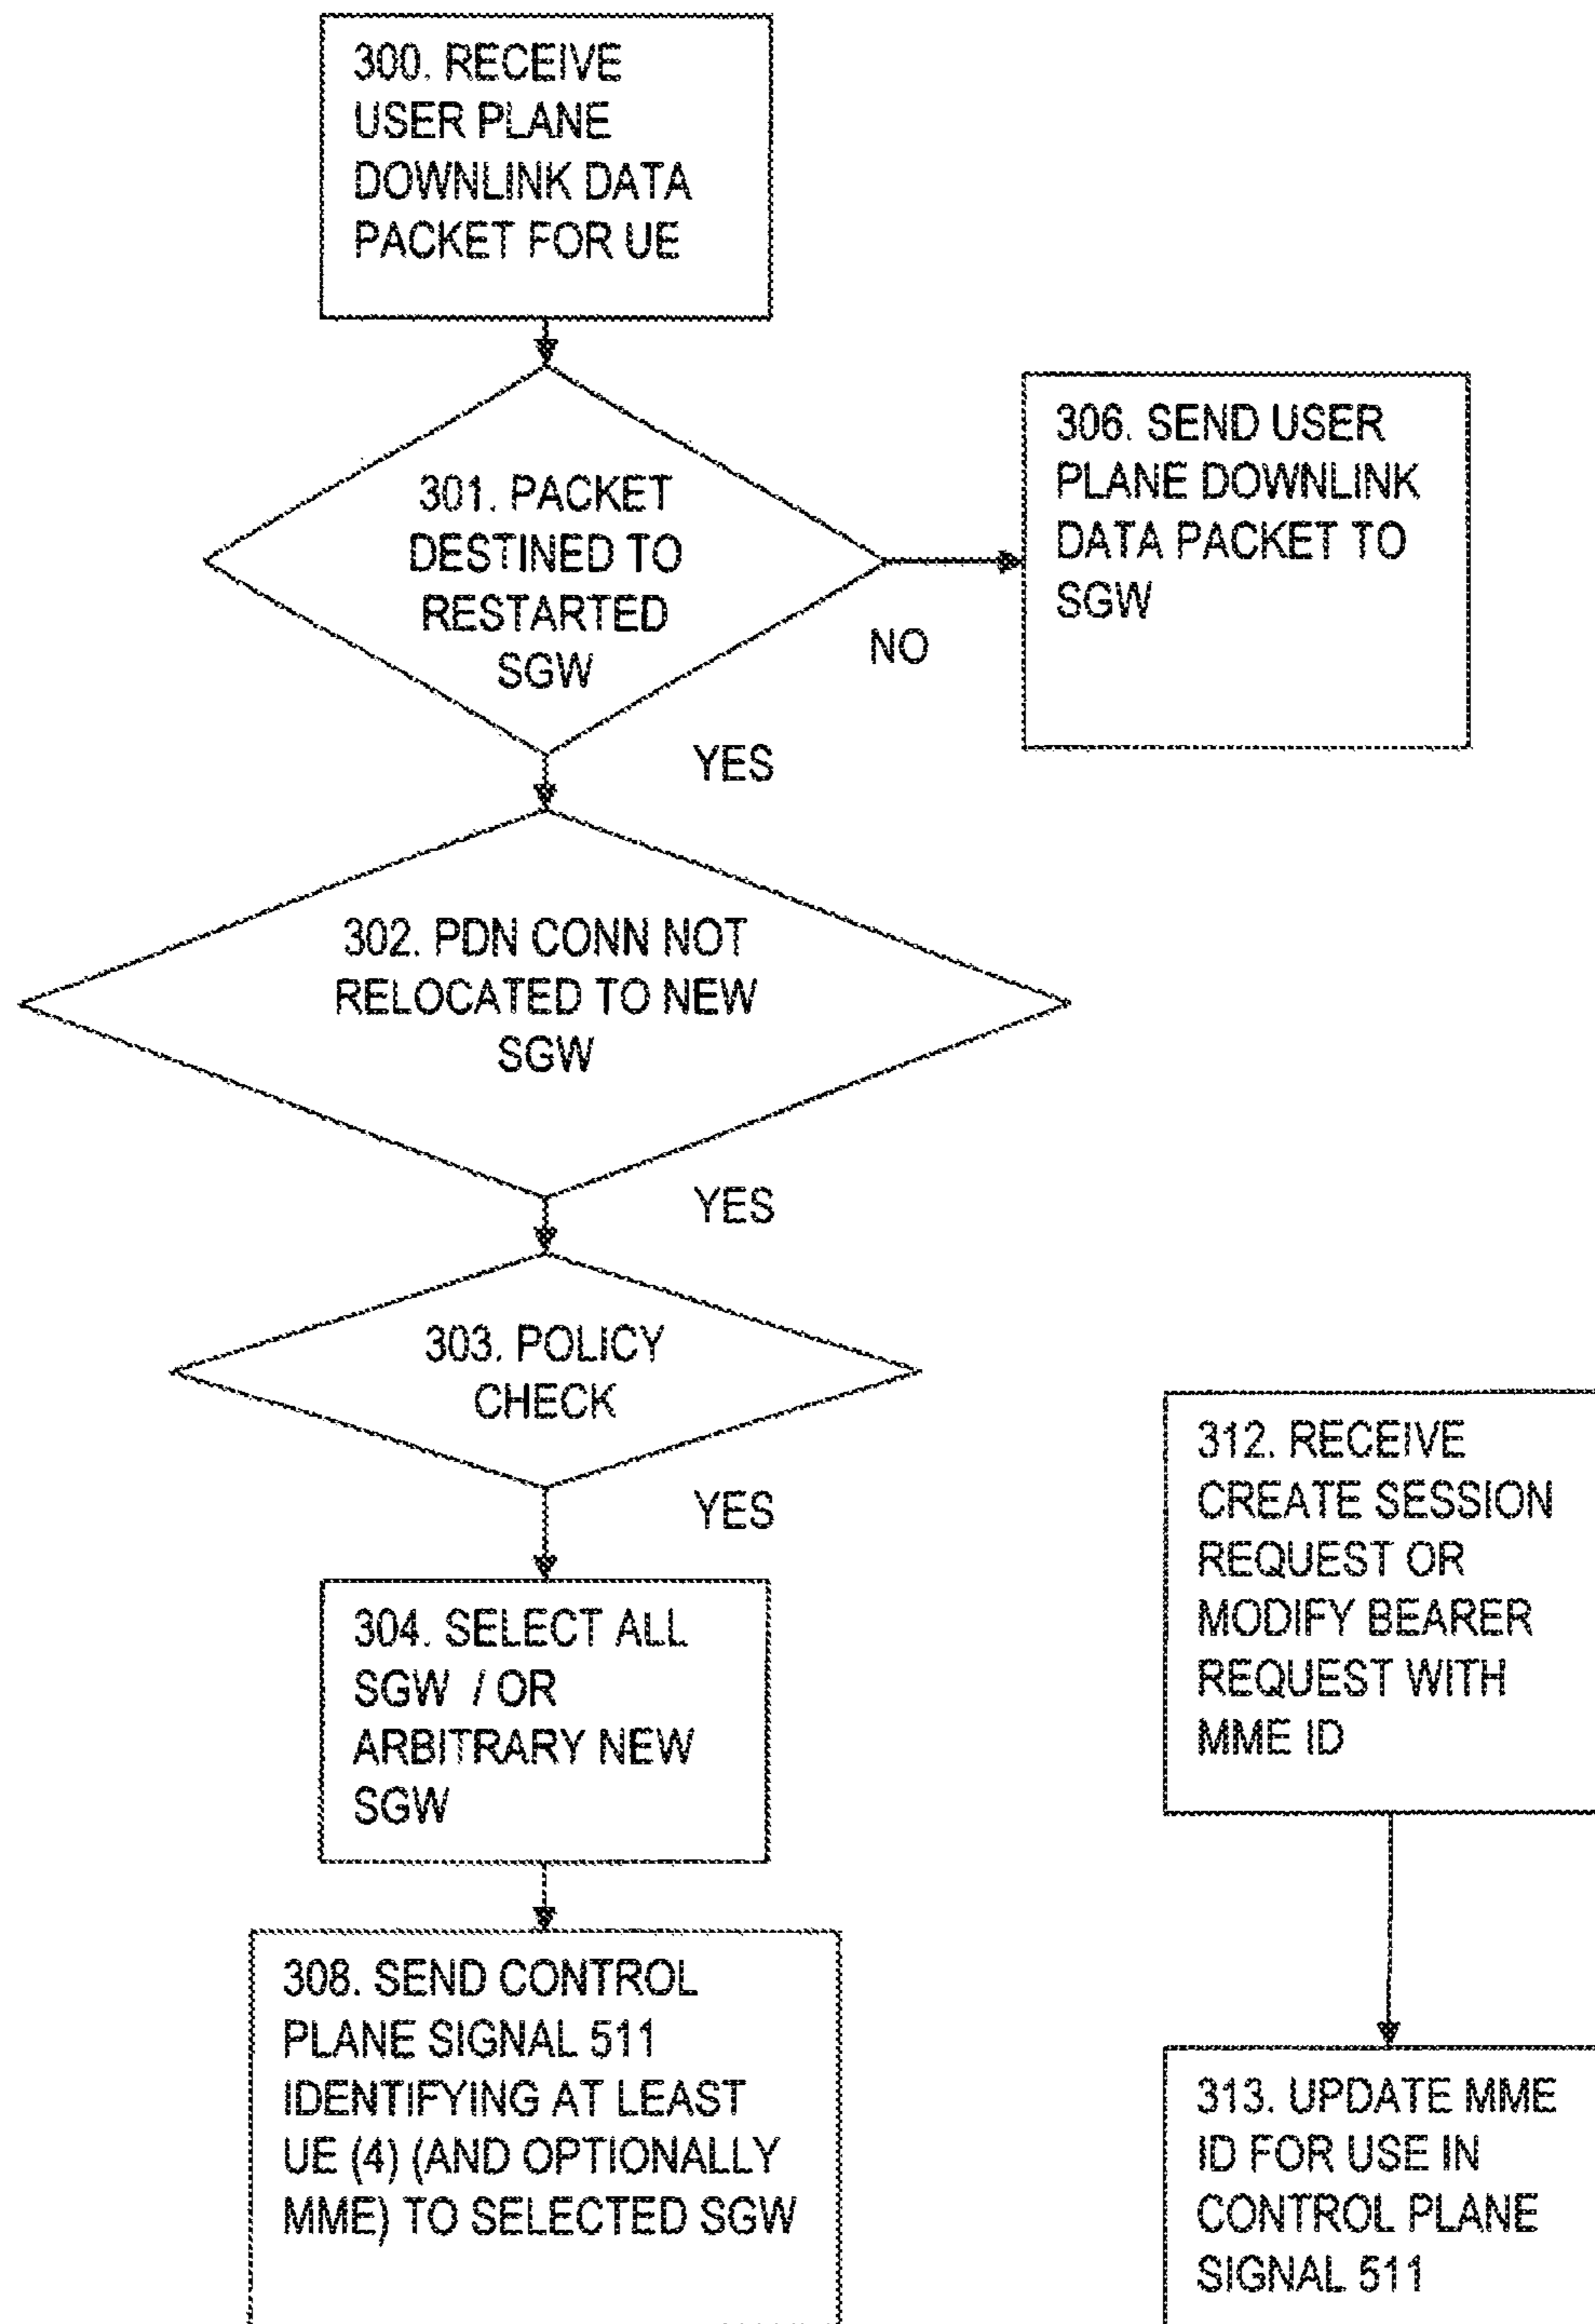 300. RECEIVE
USER PLANE
DOWNLINK DATA
PACKET FOR UE
301. PACKET
DESTINED TO
RESTARTED
SGW
NO
306. SEND USER
PLANE DOWNLINK
DATA PACKET TO
SGW
YES
302. PDN CONN NOT
RELOCATED TO NEW
SGW
YES
303. POLICY
CHECK
YES
304. SELECT ALL
SGW / OR
ARBITRARY NEW
SGW
308. SEND CONTROL
PLANE SIGNAL 511
IDENTIFYING AT LEAST
UE (4) (AND OPTIONALLY
MME) TO SELECTED SGW
312. RECEIVE
CREATE SESSION
REQUEST OR
MODIFY BEARER
REQUEST WITH
MME ID
313. UPDATE MME
ID FOR USE IN
CONTROL PLANE
SIGNAL 511